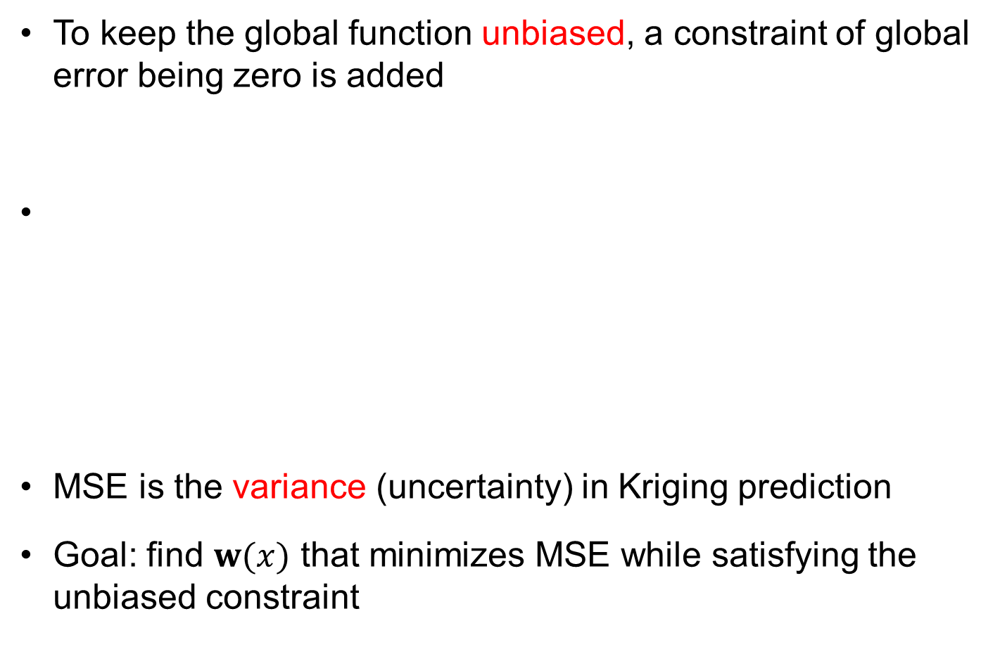 • To keep the global function unbiased, a constraint of global
error being zero is added
•
• MSE is the variance (uncertainty) in Kriging prediction
• Goal: find 𝐰(𝑥) that minimizes MSE while satisfying the
unbiased constraint